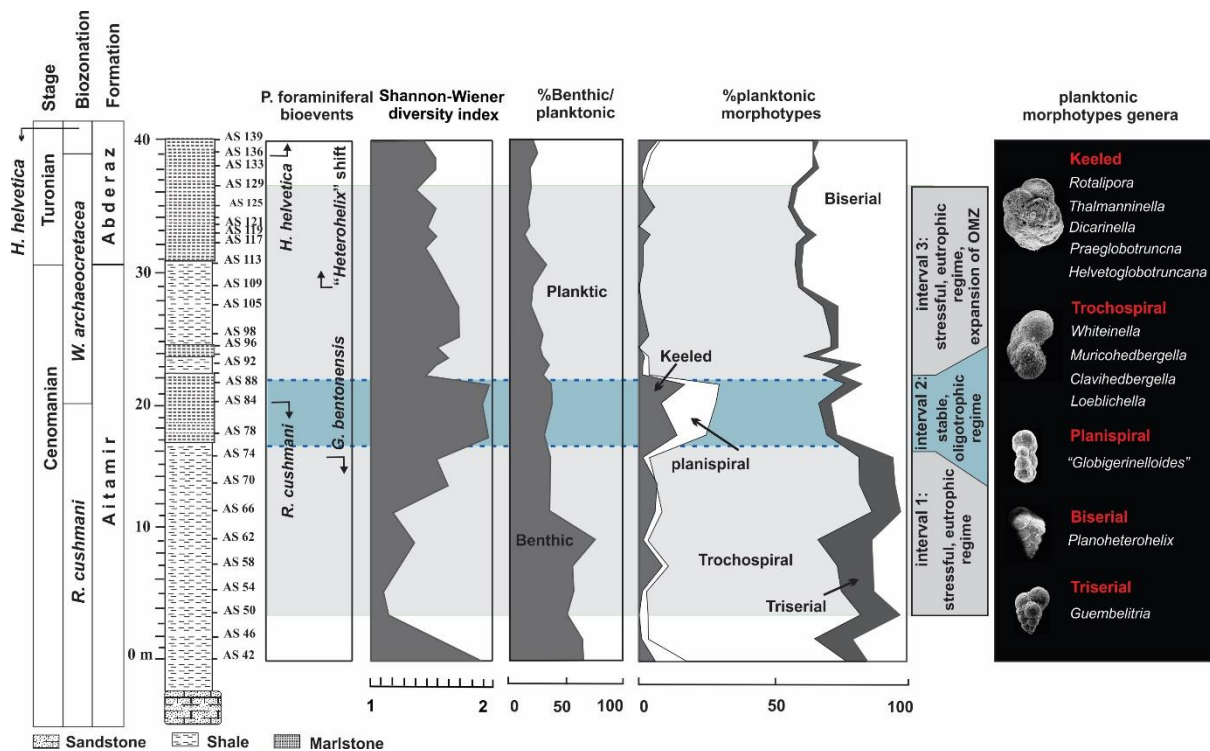 Stage
Biozonation
Formation
P. foraminiferal
bioevents
Shannon-Wiener
diversity index
%Benthic/
planktonic
%planktonic
morphotypes
planktonic
morphotypes genera
H. helvetica
Turonian
Cenomanian
W. archaeocretacea
R. cushmani
Abderaz
Aitamir
40
30
20
10
0 m
AS 139
AS 136
AS 133
AS 129
AS 125
AS 121
AS 119
AS 117
AS 113
AS 109
AS 105
AS 98
AS 96
AS 92
AS 88
AS 84
AS 78
AS 74
AS 70
AS 66
AS 62
AS 58
AS 54
AS 50
AS 46
AS 42
H. helvetica
"Heterohelix" shift
R. cushmani
G. bentonensis
Planktic
Benthic
Biserial
Keeled
planispiral
Trochospiral
Triserial
interval 3:
stressful, eutrophic
regime,
expansion of OMZ
interval 2:
stable,
oligotrophic
regime
interval 1:
stressful, eutrophic
regime
Keeled
Rotalipora
Thalmanninella
Dicarinella
Praeglobotruncna
Helvetoglobotruncana
Trochospiral
Whiteinella
Muricohedbergella
Clavihedbergella
Loeblichella
Planispiral
"Globigerinelloides"
Biserial
Planoheterohelix
Triserial
Guembelitria
1 2
0 50 100
0 50 100
Sandstone Shale Marlstone